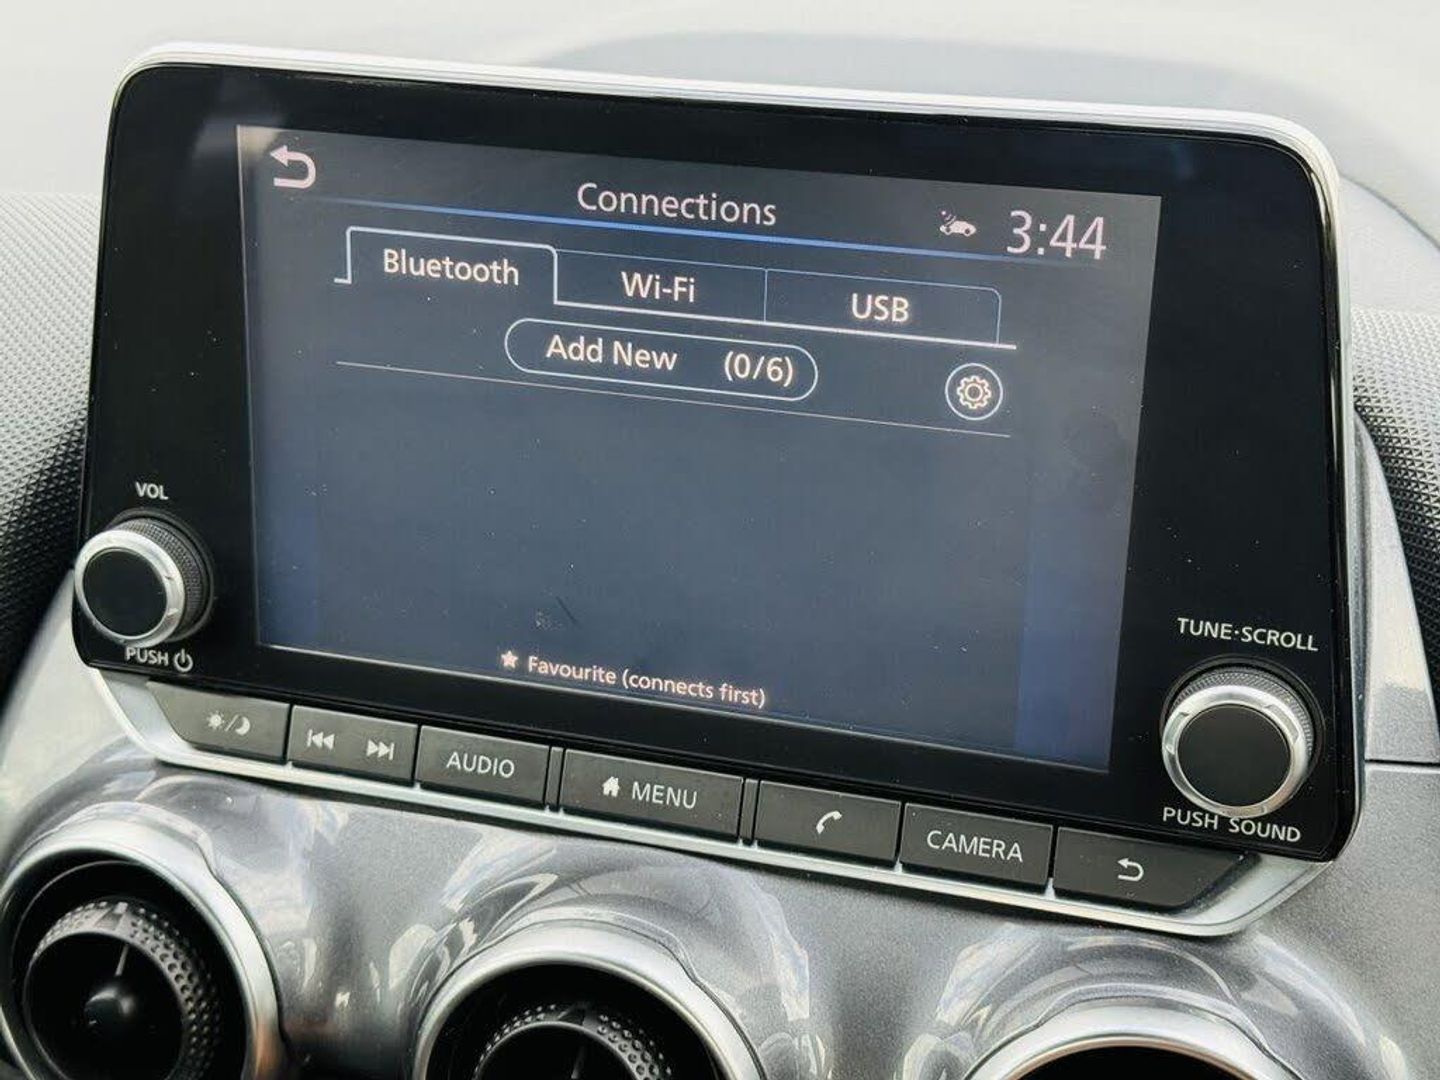 Connections
3:44
Bluetooth Wi-Fi USB
Add New (0/6)
VOL
PUSH
TUNE·SCROLL
★ Favourite (connects first)
AUDIO
MENU
CAMERA
PUSH SOUND